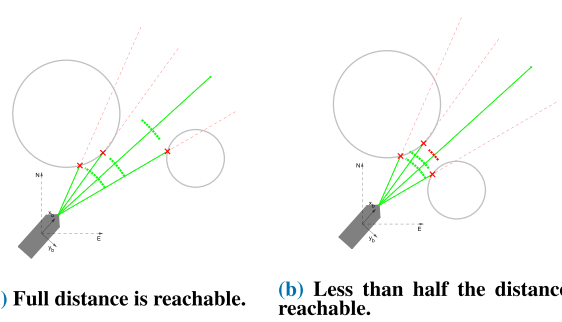 N
x_b
y_b
E
N
x_b
y_b
E
) Full distance is reachable.
(b) Less than half the distanc
reachable.